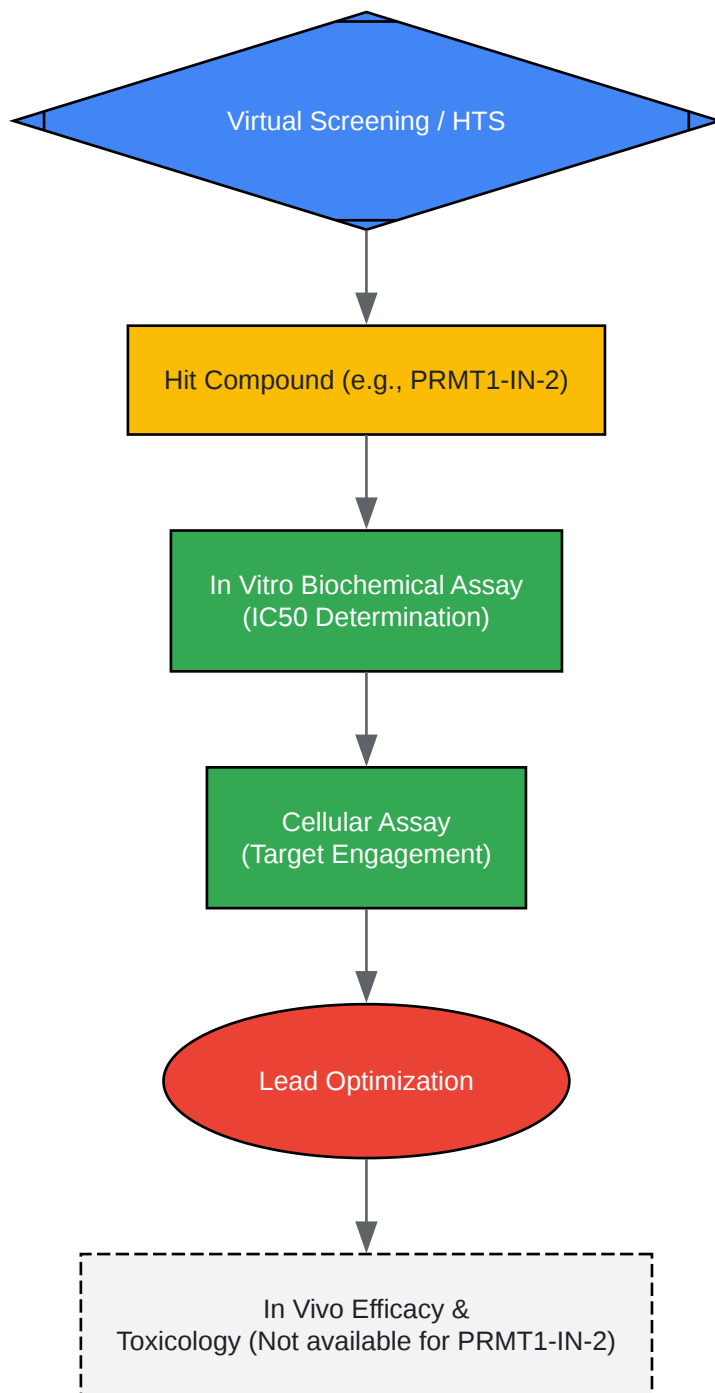 Virtual Screening / HTS
Hit Compound (e.g., PRMT1-IN-2)
In Vitro Biochemical Assay
(IC50 Determination)
Cellular Assay
(Target Engagement)
Lead Optimization
In Vivo Efficacy &
Toxicology (Not available for PRMT1-IN-2)